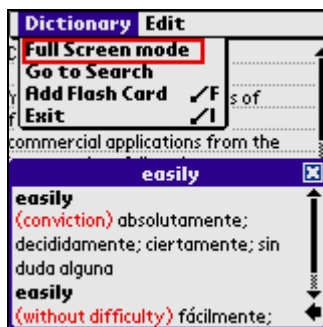 Dictionary Edit
Full Screen mode
Go to Search
Add Flash Card ✓F
s of
Exit ✓I
commercial applications from the
easily
easily
(conviction) absolutamente;
decididamente; ciertamente; sin
duda alguna
easily
(without difficulty) fácilmente;